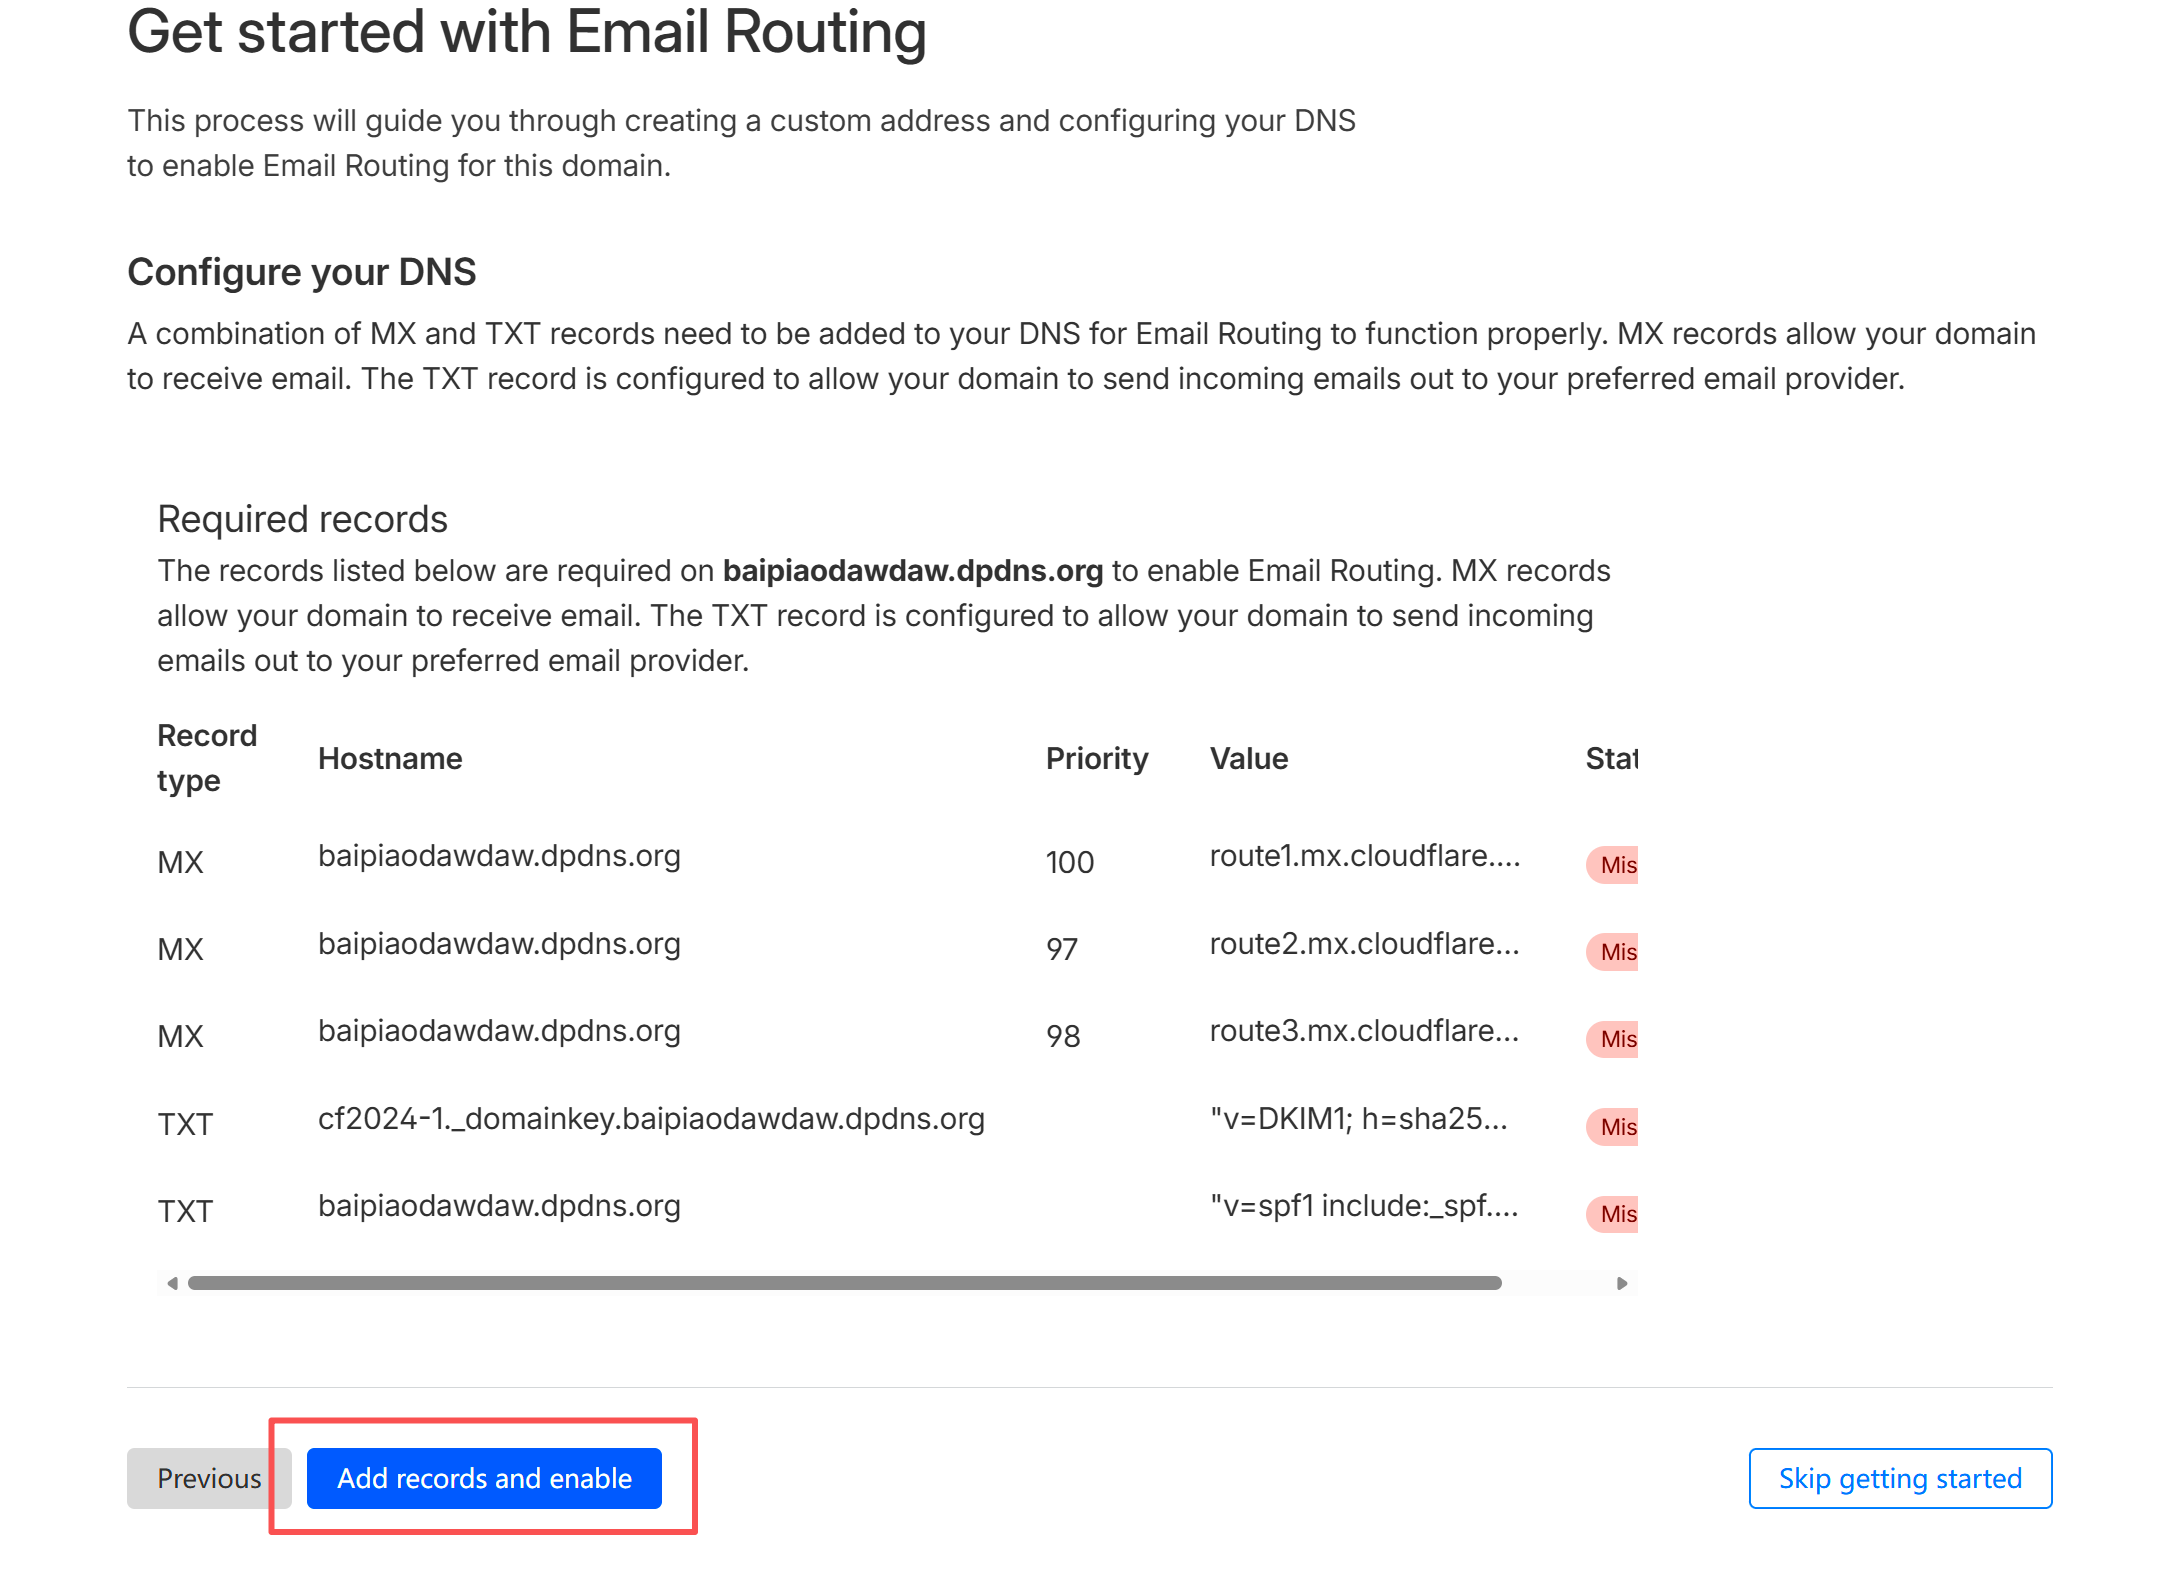 Get started with Email Routing
This process will guide you through creating a custom address and configuring your DNS
to enable Email Routing for this domain.
Configure your DNS
A combination of MX and TXT records need to be added to your DNS for Email Routing to function properly. MX records allow your domain
to receive email. The TXT record is configured to allow your domain to send incoming emails out to your preferred email provider.
Required records
The records listed below are required on baipiaodawdaw.dpdns.org to enable Email Routing. MX records
allow your domain to receive email. The TXT record is configured to allow your domain to send incoming
emails out to your preferred email provider.
Record type Hostname Priority Value Stat
MX baipiaodawdaw.dpdns.org 100 route1.mx.cloudflare.... Mis
MX baipiaodawdaw.dpdns.org 97 route2.mx.cloudflare... Mis
MX baipiaodawdaw.dpdns.org 98 route3.mx.cloudflare... Mis
TXT cf2024-1._domainkey.baipiaodawdaw.dpdns.org "v=DKIM1; h=sha25... Mis
TXT baipiaodawdaw.dpdns.org "v=spf1 include:_spf.... Mis
Previous Add records and enable Skip getting started